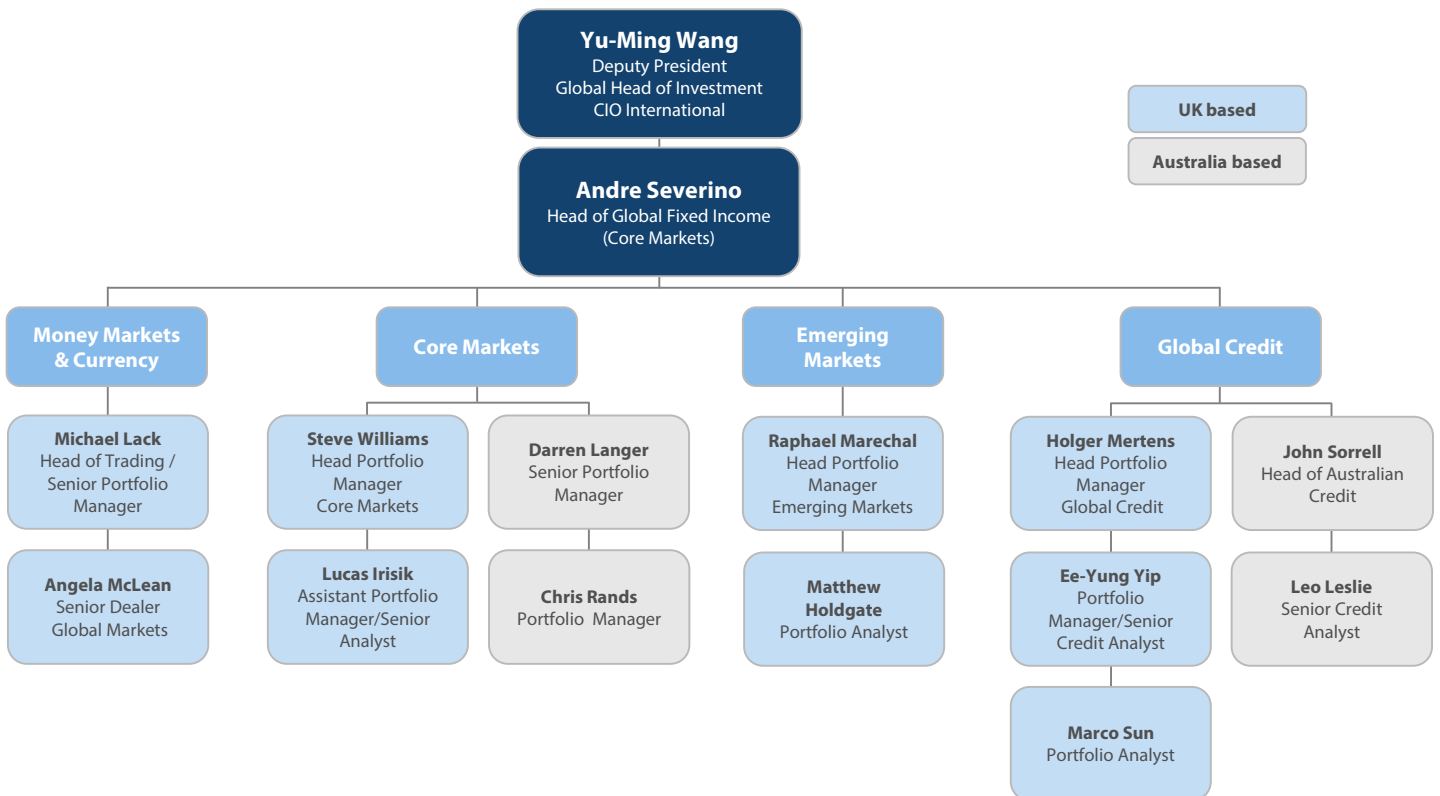 Yu-Ming Wang
Deputy President
Global Head of Investment
CIO International
UK based
Australia based
Andre Severino
Head of Global Fixed Income
(Core Markets)
Money Markets
& Currency
Core Markets
Emerging
Markets
Global Credit
Michael Lack
Head of Trading /
Senior Portfolio
Manager
Steve Williams
Head Portfolio
Manager
Core Markets
Darren Langer
Senior Portfolio
Manager
Raphael Marechal
Head Portfolio
Manager
Emerging Markets
Holger Mertens
Head Portfolio
Manager
Global Credit
John Sorrell
Head of Australian
Credit
Angela McLean
Senior Dealer
Global Markets
Lucas Irisik
Assistant Portfolio
Manager/Senior
Analyst
Chris Rands
Portfolio Manager
Matthew
Holdgate
Portfolio Analyst
Ee-Yung Yip
Portfolio
Manager/Senior
Credit Analyst
Leo Leslie
Senior Credit
Analyst
Marco Sun
Portfolio Analyst